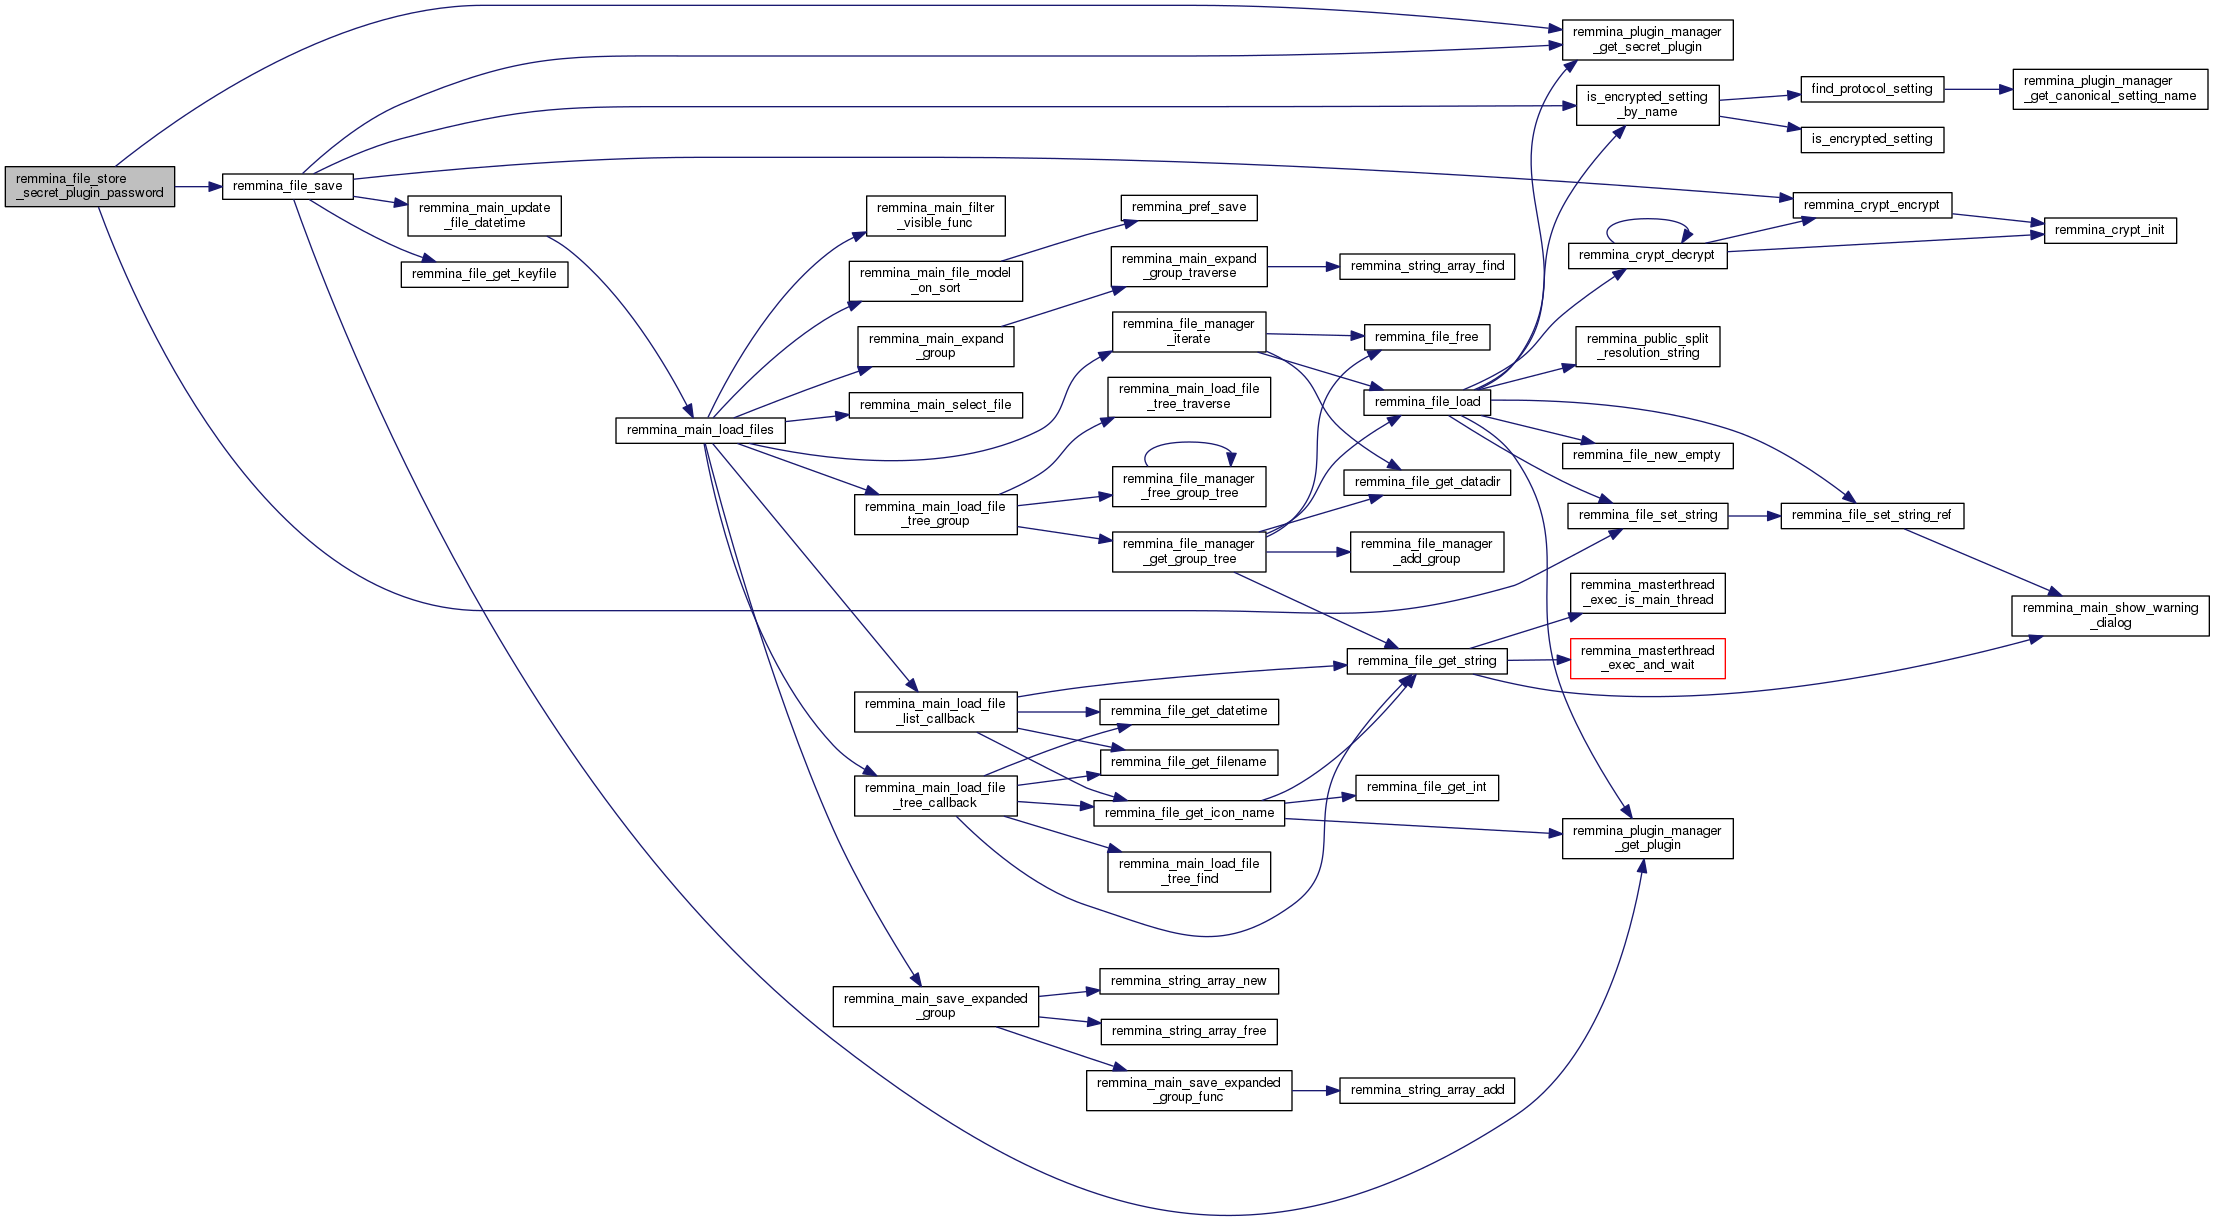 remmina_file_store
_secret_plugin_password
remmina_file_save
remmina_main_update
_file_datetime
remmina_file_get_keyfile
remmina_main_load_files
remmina_main_filter
_visible_func
remmina_main_file_model
_on_sort
remmina_main_expand
_group
remmina_main_select_file
remmina_main_load_file
_tree_group
remmina_main_load_file
_list_callback
remmina_main_load_file
_tree_callback
remmina_main_save_expanded
_group
remmina_pref_save
remmina_main_expand
_group_traverse
remmina_file_manager
_iterate
remmina_main_load_file
_tree_traverse
remmina_file_manager
_free_group_tree
remmina_file_manager
_get_group_tree
remmina_file_get_datetime
remmina_file_get_filename
remmina_file_get_icon_name
remmina_main_load_file
_tree_find
remmina_string_array_new
remmina_string_array_free
remmina_main_save_expanded
_group_func
remmina_string_array_find
remmina_file_free
remmina_file_load
remmina_file_get_datadir
remmina_file_manager
_add_group
remmina_file_get_string
remmina_file_get_int
remmina_string_array_add
remmina_plugin_manager
_get_secret_plugin
is_encrypted_setting
_by_name
remmina_crypt_decrypt
remmina_public_split
_resolution_string
remmina_file_new_empty
remmina_file_set_string
remmina_masterthread
_exec_is_main_thread
remmina_masterthread
_exec_and_wait
remmina_plugin_manager
_get_plugin
find_protocol_setting
is_encrypted_setting
remmina_crypt_encrypt
remmina_file_set_string_ref
remmina_plugin_manager
_get_canonical_setting_name
remmina_crypt_init
remmina_main_show_warning
_dialog